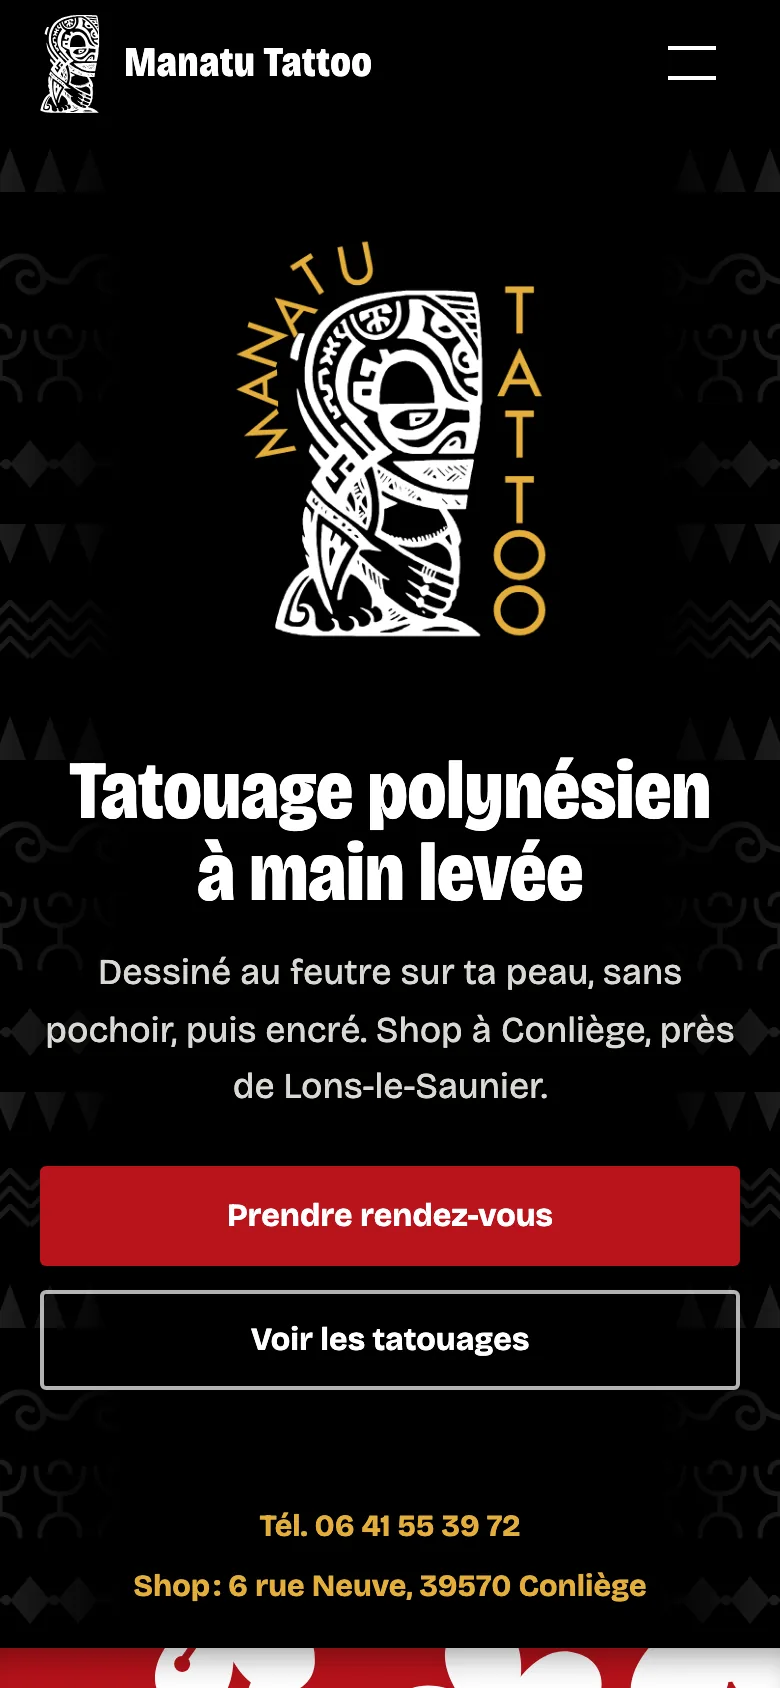 Manatu Tattoo
MANATU
TATTOO
Tatouage polynésien
à main levée
Dessiné au feutre sur ta peau, sans
pochoir, puis encré. Shop à Conliège, près
de Lons-le-Saunier.
Prendre rendez-vous
Voir les tatouages
Tél. 06 41 55 39 72
Shop : 6 rue Neuve, 39570 Conliège